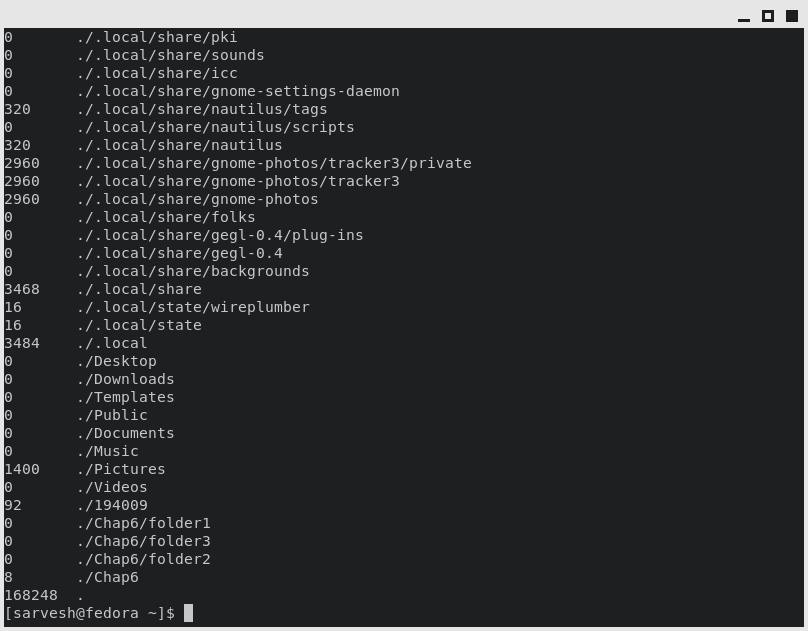 0       ./.local/share/pki
0       ./.local/share/sounds
0       ./.local/share/icc
0       ./.local/share/gnome-settings-daemon
320     ./.local/share/nautilus/tags
0       ./.local/share/nautilus/scripts
320     ./.local/share/nautilus
2960    ./.local/share/gnome-photos/tracker3/private
2960    ./.local/share/gnome-photos/tracker3
2960    ./.local/share/gnome-photos
0       ./.local/share/folks
0       ./.local/share/gegl-0.4/plug-ins
0       ./.local/share/gegl-0.4
0       ./.local/share/backgrounds
3468    ./.local/share
16      ./.local/state/wireplumber
16      ./.local/state
3484    ./.local
0       ./Desktop
0       ./Downloads
0       ./Templates
0       ./Public
0       ./Documents
0       ./Music
1400    ./Pictures
0       ./Videos
92      ./194009
0       ./Chap6/folder1
0       ./Chap6/folder3
0       ./Chap6/folder2
8       ./Chap6
168248  .
[sarvesh@fedora ~]$